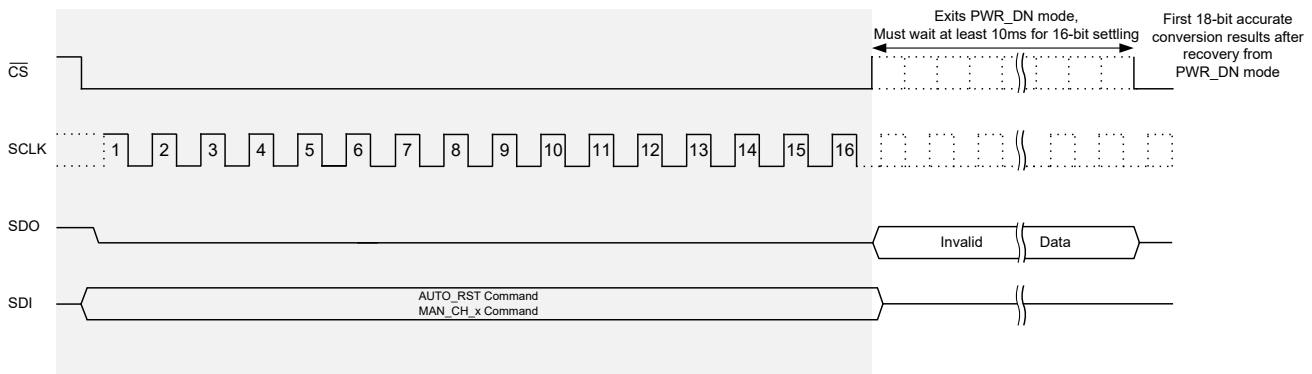 Exits PWR_DN mode,
Must wait at least 10ms for 16-bit settling
First 18-bit accurate
conversion results after
recovery from
PWR_DN mode
CS
SCLK
1 2 3 4 5 6 7 8 9 10 11 12 13 14 15 16
SDO
Invalid Data
SDI
AUTO_RST Command
MAN_CH_x Command